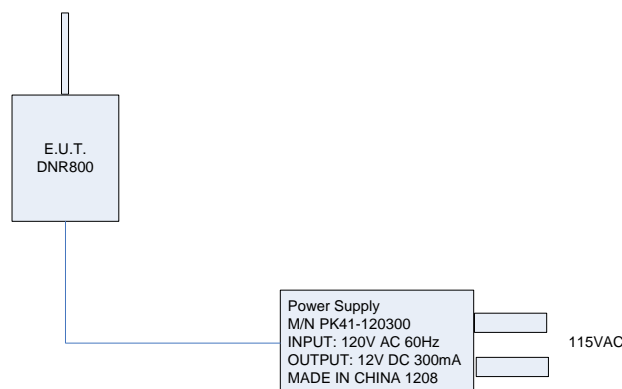 E.U.T.
DNR800
Power Supply
M/N PK41-120300
INPUT: 120V AC 60Hz
OUTPUT: 12V DC 300mA
MADE IN CHINA 1208
115VAC